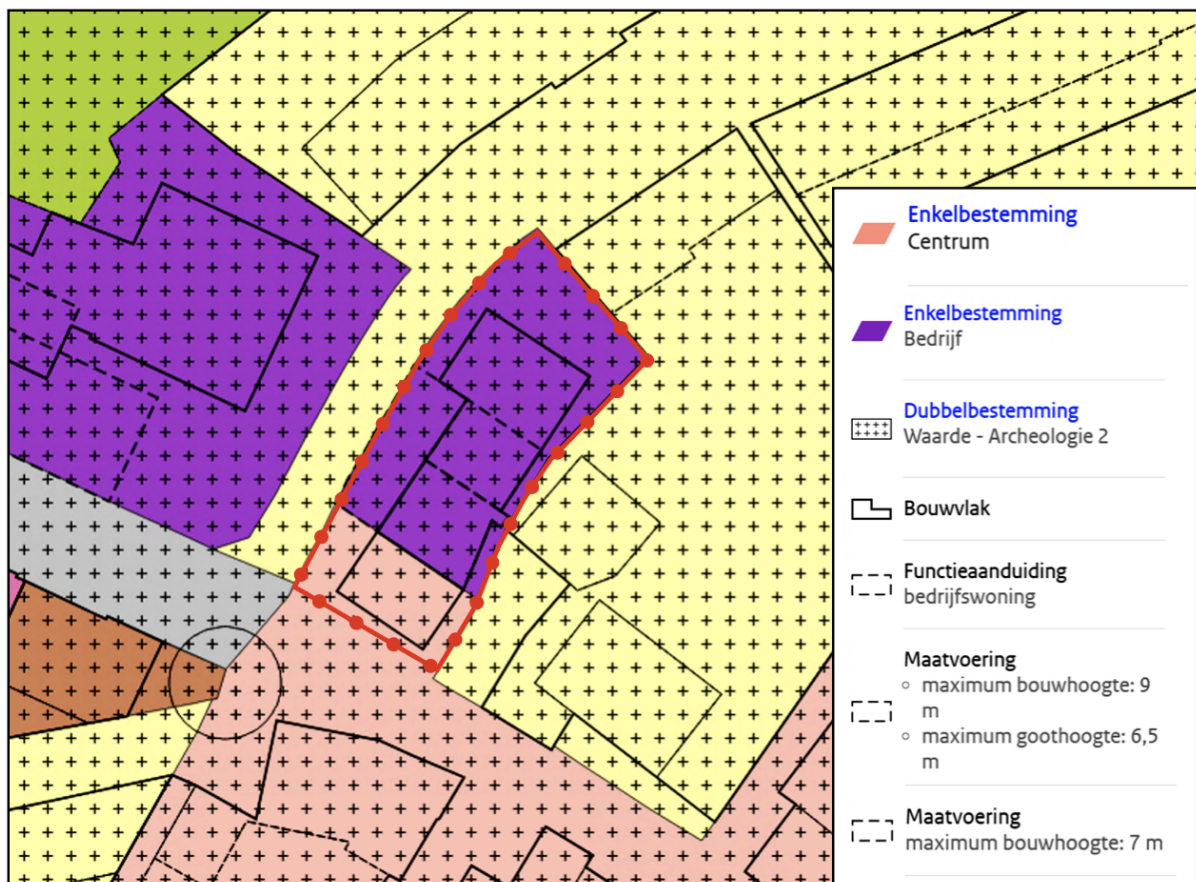 Enkelbestemming
Centrum
Enkelbestemming
Bedrijf
Dubbelbestemming
Waarde - Archeologie 2
Bouwvlak
Functieaanduiding
bedrijfswoning
Maatvoering
maximum bouwhoogte: 9
m
maximum goothoogte: 6,5
m
Maatvoering
maximum bouwhoogte: 7 m